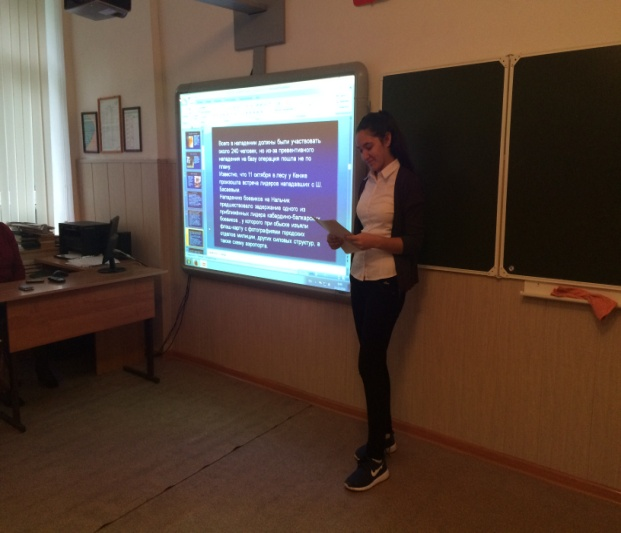 Всего в нападении должны были участвовать
около 240 человек, но из-за превентивного
нападения на базу операция пошла не по
плану
Известно, что 11 октября в лесу у Кенже
произошла встреча лидеров нападавших с Ш.
Басаевым.
Нападению боевиков на Нальчик
предшествовало задержание одного из
приближённых лидера кабардино-балкарских
боевиков , у которого при обыске изъяли
флэш-карту с фотографиями городских
отделов милиции, других силовых структур, а
также схему аэропорта.